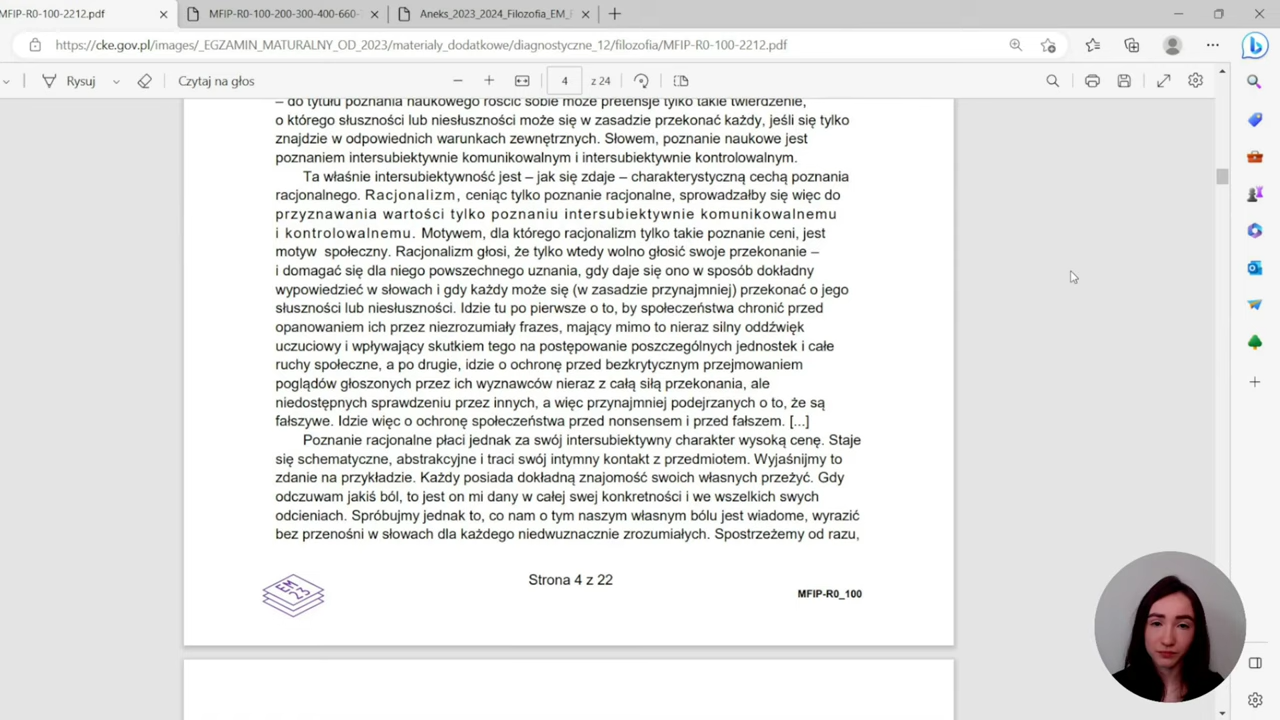 MFIP-R0-100-2212.pdf
MFIP-R0-100-200-300-400-660-
Aneks_2023_2024_Filozofia_EM_
https://cke.gov.pl/images/_EGZAMIN_MATURALNY_OD_2023/materialy_dodatkowe/diagnostyczne_12/filozofia/MFIP-R0-100-2212.pdf
Rysuj
Czytaj na głos
4
z 24
– do tytułu poznania naukowego rościć sobie może pretensje tylko takie twierdzenie,
o którego słuszności lub niesłuszności może się w zasadzie przekonać każdy, jeśli się tylko
znajdzie w odpowiednich warunkach zewnętrznych. Słowem, poznanie naukowe jest
poznaniem intersubiektywnie komunikowalnym i intersubiektywnie kontrolowalnym.
Ta właśnie intersubiektywność jest – jak się zdaje – charakterystyczną cechą poznania
racjonalnego. Racjonalizm, ceniąc tylko poznanie racjonalne, sprowadzałby się więc do
przyznawania wartości tylko poznaniu intersubiektywnie komunikowalnemu
i kontrolowalnemu. Motywem, dla którego racjonalizm tylko takie poznanie ceni, jest
motyw społeczny. Racjonalizm głosi, że tylko wtedy wolno głosić swoje przekonanie –
i domagać się dla niego powszechnego uznania, gdy daje się ono w sposób dokładny
wypowiedzieć w słowach i gdy każdy może się (w zasadzie przynajmniej) przekonać o jego
słuszności lub niesłuszności. Idzie tu po pierwsze o to, by społeczeństwa chronić przed
opanowaniem ich przez niezrozumiały frazes, mający mimo to nieraz silny oddźwięk
uczuciowy i wpływający skutkiem tego na postępowanie poszczególnych jednostek i całe
ruchy społeczne, a po drugie, idzie o ochronę przed bezkrytycznym przejmowaniem
poglądów głoszonych przez ich wyznawców nieraz z całą siłą przekonania, ale
niedostępnych sprawdzeniu przez innych, a więc przynajmniej podejrzanych o to, że są
fałszywe. Idzie więc o ochronę społeczeństwa przed nonsensem i przed fałszem. [...]
Poznanie racjonalne płaci jednak za swój intersubiektywny charakter wysoką cenę. Staje
się schematyczne, abstrakcyjne i traci swój intymny kontakt z przedmiotem. Wyjaśnijmy to
zdanie na przykładzie. Każdy posiada dokładną znajomość swoich własnych przeżyć. Gdy
odczuwam jakiś ból, to jest on mi dany w całej swej konkretności i we wszelkich swych
odcieniach. Spróbujmy jednak to, co nam o tym naszym własnym bólu jest wiadome, wyrazić
bez przenośni w słowach dla każdego niedwuznacznie zrozumiałych. Spostrzeżemy od razu,
EM
23
Strona 4 z 22
MFIP-R0_100